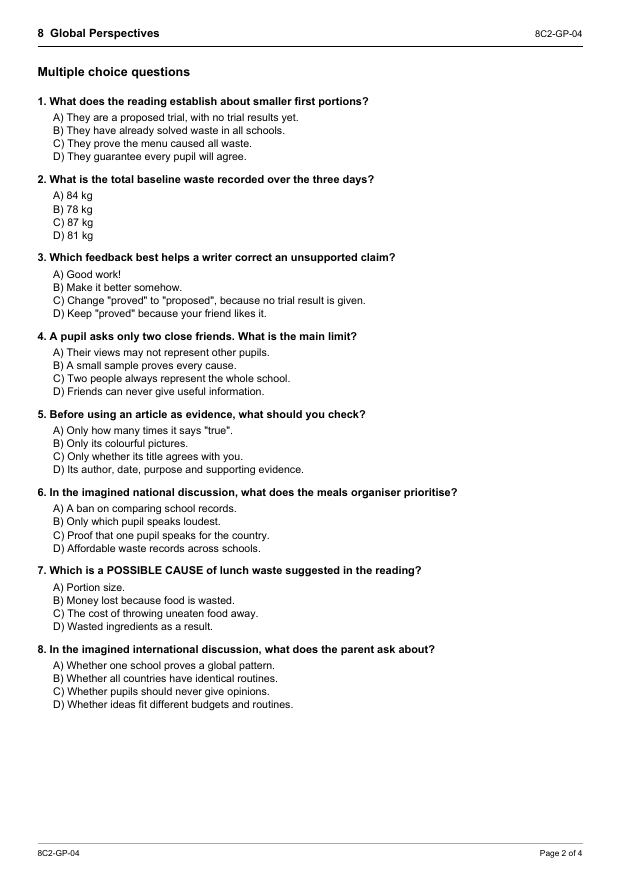 8 Global Perspectives
8C2-GP-04
Multiple choice questions
1. What does the reading establish about smaller first portions?
A) They are a proposed trial, with no trial results yet.
B) They have already solved waste in all schools.
C) They prove the menu caused all waste.
D) They guarantee every pupil will agree.
2. What is the total baseline waste recorded over the three days?
A) 84 kg
B) 78 kg
C) 87 kg
D) 81 kg
3. Which feedback best helps a writer correct an unsupported claim?
A) Good work!
B) Make it better somehow.
C) Change "proved" to "proposed", because no trial result is given.
D) Keep "proved" because your friend likes it.
4. A pupil asks only two close friends. What is the main limit?
A) Their views may not represent other pupils.
B) A small sample proves every cause.
C) Two people always represent the whole school.
D) Friends can never give useful information.
5. Before using an article as evidence, what should you check?
A) Only how many times it says "true".
B) Only its colourful pictures.
C) Only whether its title agrees with you.
D) Its author, date, purpose and supporting evidence.
6. In the imagined national discussion, what does the meals organiser prioritise?
A) A ban on comparing school records.
B) Only which pupil speaks loudest.
C) Proof that one pupil speaks for the country.
D) Affordable waste records across schools.
7. Which is a POSSIBLE CAUSE of lunch waste suggested in the reading?
A) Portion size.
B) Money lost because food is wasted.
C) The cost of throwing uneaten food away.
D) Wasted ingredients as a result.
8. In the imagined international discussion, what does the parent ask about?
A) Whether one school proves a global pattern.
B) Whether all countries have identical routines.
C) Whether pupils should never give opinions.
D) Whether ideas fit different budgets and routines.
8C2-GP-04
Page 2 of 4